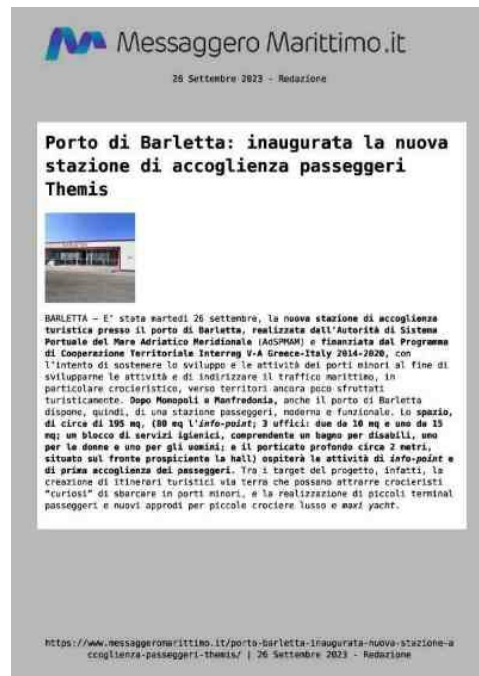 Messaggero Marittimo.it
26 Settembre 2023 - Redazione
Porto di Barletta: inaugurata la nuova
stazione di accoglienza passeggeri
Themis
BARLETTA – E' stata martedì 26 settembre, la nuova stazione di accoglienza
turistica presso il porto di Barletta, realizzata dall'Autorità di Sistema
Portuale del Mare Adriatico Meridionale (AdSPMAM) e finanziata dal Programma
di Cooperazione Territoriale Interreg V-A Greece-Italy 2014-2020, con
l'intento di sostenere lo sviluppo e le attività dei porti minori al fine di
svilupparne le attività e di indirizzare il traffico marittimo, in
particolare crocieristico, verso territori ancora poco sfruttati
turisticamente. Dopo Monopoli e Manfredonia, anche il porto di Barletta
dispone, quindi, di una stazione passeggeri, moderna e funzionale. Lo spazio,
di circa di 195 mq, (80 mq l'info-point; 3 uffici: due da 10 mq e uno da 15
mq; un blocco di servizi igienici, comprendente un bagno per disabili, uno
per le donne e uno per gli uomini; e il porticato profondo circa 2 metri,
situato sul fronte prospiciente la hall) ospiterà le attività di info-point e
di prima accoglienza dei passeggeri. Tra i target del progetto, infatti, la
creazione di itinerari turistici via terra che possano attrarre crocieristi
"curiosi" di sbarcare in porti minori, e la realizzazione di piccoli terminal
passeggeri e nuovi approdi per piccole crociere lusso e maxi yacht.
https://www.messaggeromarittimo.it/porto-barletta-inaugurata-nuova-stazione-a
ccoglienza-passeggeri-themis/ | 26 Settembre 2023 - Redazione